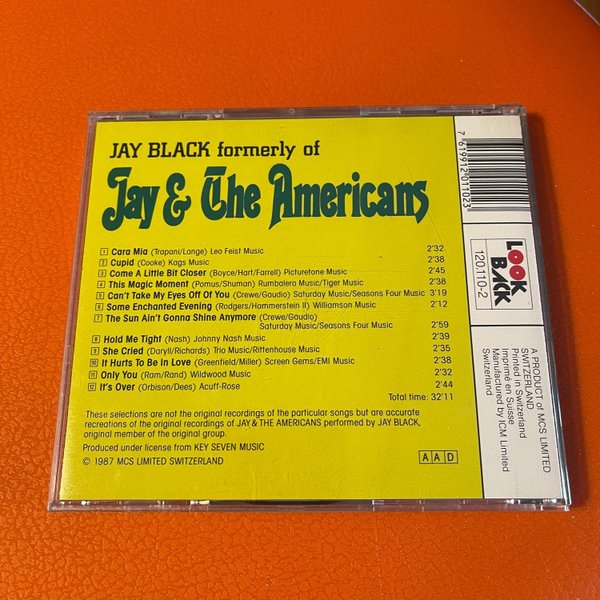 JAY BLACK formerly of
Jay & The Americans
1 Cara Mia (Trapani/Lange) Leo Feist Music 2'32
2 Cupid (Cooke) Kags Music 2'38
3 Come A Little Bit Closer (Boyce/Hart/Farrell) Picturetone Music 2'45
4 This Magic Moment (Pomus/Shuman) Rumbalero Music/Tiger Music 2'38
5 Can't Take My Eyes Off Of You (Crewe/Gaudio) Saturday Music/Seasons Four Music 3'19
6 Some Enchanted Evening (Rodgers/Hammerstein II) Williamson Music 2'12
7 The Sun Ain't Gonna Shine Anymore (Crewe/Gaudio)
Saturday Music/Seasons Four Music 2'59
8 Hold Me Tight (Nash) Johnny Nash Music 2'39
9 She Cried (Daryll/Richards) Trio Music/Rittenhouse Music 2'35
10 It Hurts To Be In Love (Greenfield/Miller) Screen Gems/EMI Music 2'38
11 Only You (Ram/Rand) Wildwood Music 2'32
12 It's Over (Orbison/Dees) Acuff-Rose 2'44
Total time: 32'11
These selections are not the original recordings of the particular songs but are accurate
recreations of the original recordings of JAY & THE AMERICANS performed by JAY BLACK,
original member of the original group.
Produced under license from KEY SEVEN MUSIC
© 1987 MCS LIMITED SWITZERLAND
AAD
7 619912 011023
LOOK
BACK
120.110-2
A PRODUCT of MCS LIMITED
SWITZERLAND
Printed in Switzerland
Imprimé en Suisse
Manufactured by ICM Limited
Switzerland